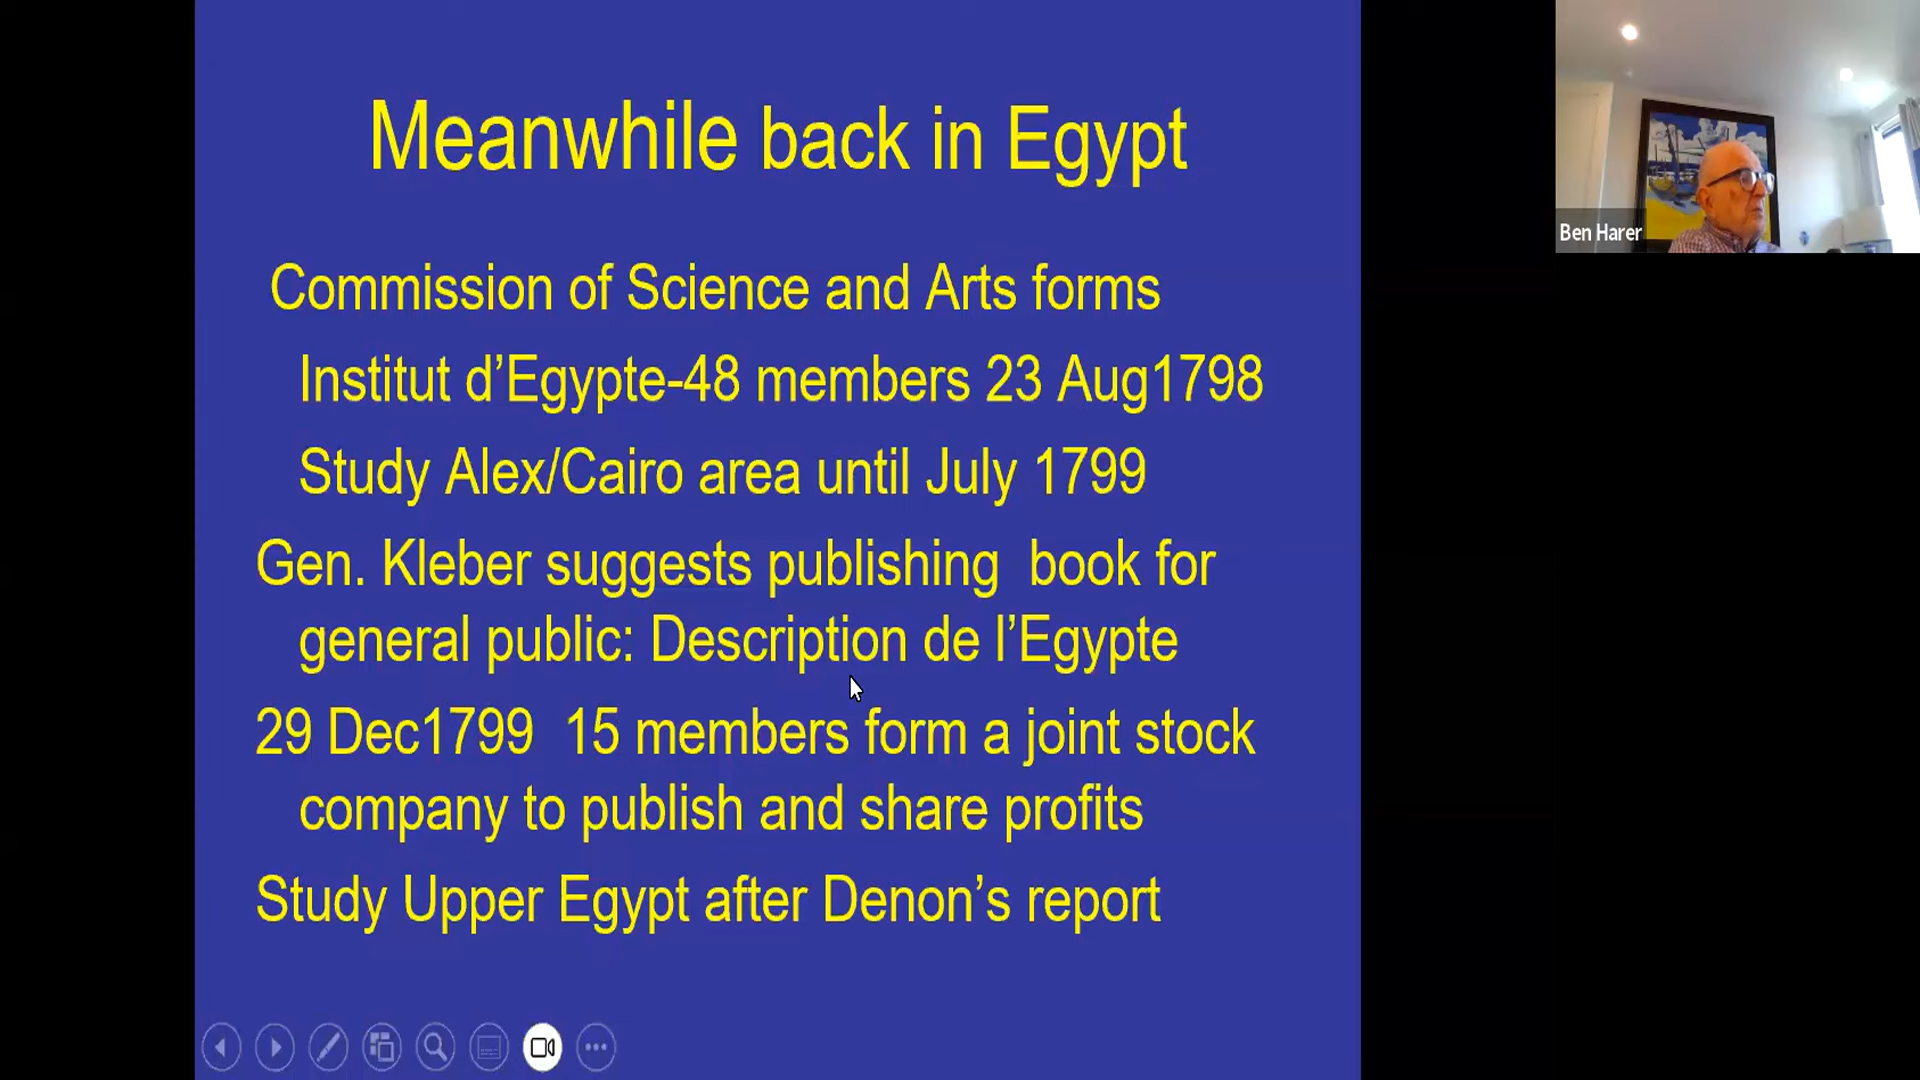 Meanwhile back in Egypt
Commission of Science and Arts forms
Institut d’Egypte-48 members 23 Aug1798
Study Alex/Cairo area until July 1799
Gen. Kleber suggests publishing  book for
general public: Description de l’Egypte
29 Dec1799  15 members form a joint stock
company to publish and share profits
Study Upper Egypt after Denon’s report
Ben Harer